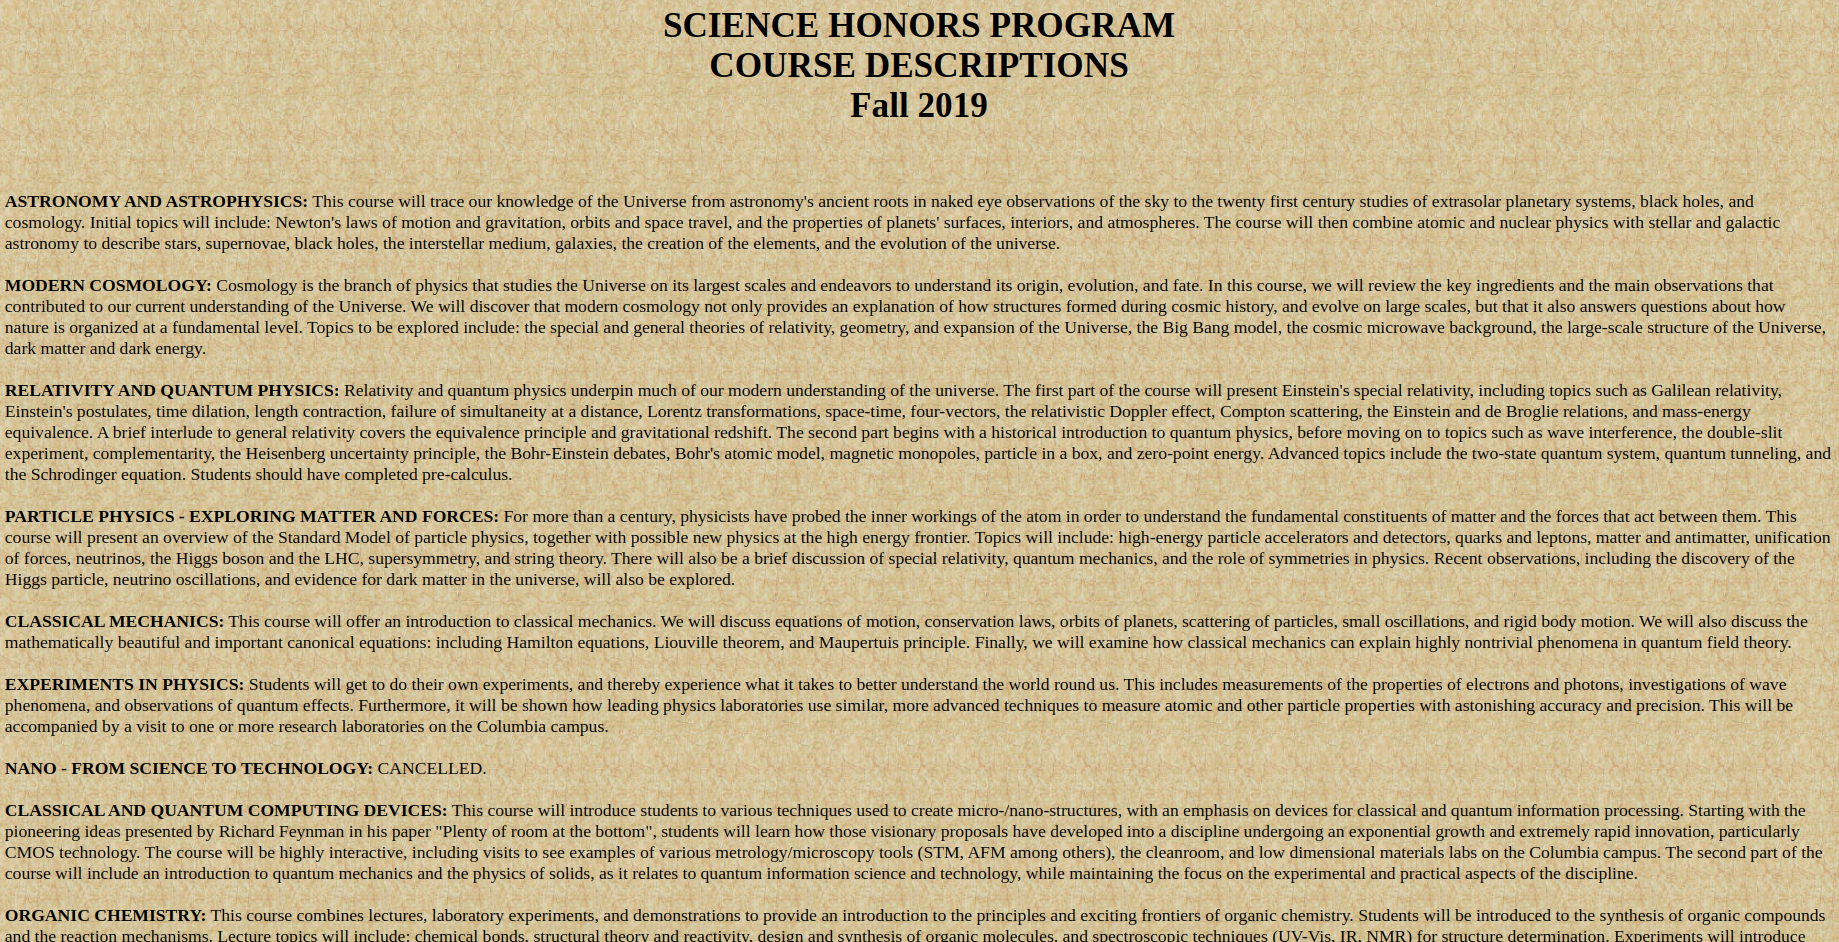 SCIENCE HONORS PROGRAM
COURSE DESCRIPTIONS
Fall 2019
ASTRONOMY AND ASTROPHYSICS: This course will trace our knowledge of the Universe from astronomy's ancient roots in naked eye observations of the sky to the twenty first century studies of extrasolar planetary systems, black holes, and
cosmology. Initial topics will include: Newton's laws of motion and gravitation, orbits and space travel, and the properties of planets' surfaces, interiors, and atmospheres. The course will then combine atomic and nuclear physics with stellar and galactic
astronomy to describe stars, supernovae, black holes, the interstellar medium, galaxies, the creation of the elements, and the evolution of the universe.
MODERN COSMOLOGY: Cosmology is the branch of physics that studies the Universe on its largest scales and endeavors to understand its origin, evolution, and fate. In this course, we will review the key ingredients and the main observations that
contributed to our current understanding of the Universe. We will discover that modern cosmology not only provides an explanation of how structures formed during cosmic history, and evolve on large scales, but that it also answers questions about how
nature is organized at a fundamental level. Topics to be explored include: the special and general theories of relativity, geometry, and expansion of the Universe, the Big Bang model, the cosmic microwave background, the large-scale structure of the Universe,
dark matter and dark energy.
RELATIVITY AND QUANTUM PHYSICS: Relativity and quantum physics underpin much of our modern understanding of the universe. The first part of the course will present Einstein's special relativity, including topics such as Galilean relativity,
Einstein's postulates, time dilation, length contraction, failure of simultaneity at a distance, Lorentz transformations, space-time, four-vectors, the relativistic Doppler effect, Compton scattering, the Einstein and de Broglie relations, and mass-energy
equivalence. A brief interlude to general relativity covers the equivalence principle and gravitational redshift. The second part begins with a historical introduction to quantum physics, before moving on to topics such as wave interference, the double-slit
experiment, complementarity, the Heisenberg uncertainty principle, the Bohr-Einstein debates, Bohr's atomic model, magnetic monopoles, particle in a box, and zero-point energy. Advanced topics include the two-state quantum system, quantum tunneling, and
the Schrodinger equation. Students should have completed pre-calculus.
PARTICLE PHYSICS - EXPLORING MATTER AND FORCES: For more than a century, physicists have probed the inner workings of the atom in order to understand the fundamental constituents of matter and the forces that act between them. This
course will present an overview of the Standard Model of particle physics, together with possible new physics at the high energy frontier. Topics will include: high-energy particle accelerators and detectors, quarks and leptons, matter and antimatter, unification
of forces, neutrinos, the Higgs boson and the LHC, supersymmetry, and string theory. There will also be a brief discussion of special relativity, quantum mechanics, and the role of symmetries in physics. Recent observations, including the discovery of the
Higgs particle, neutrino oscillations, and evidence for dark matter in the universe, will also be explored.
CLASSICAL MECHANICS: This course will offer an introduction to classical mechanics. We will discuss equations of motion, conservation laws, orbits of planets, scattering of particles, small oscillations, and rigid body motion. We will also discuss the
mathematically beautiful and important canonical equations: including Hamilton equations, Liouville theorem, and Maupertuis principle. Finally, we will examine how classical mechanics can explain highly nontrivial phenomena in quantum field theory.
EXPERIMENTS IN PHYSICS: Students will get to do their own experiments, and thereby experience what it takes to better understand the world round us. This includes measurements of the properties of electrons and photons, investigations of wave
phenomena, and observations of quantum effects. Furthermore, it will be shown how leading physics laboratories use similar, more advanced techniques to measure atomic and other particle properties with astonishing accuracy and precision. This will be
accompanied by a visit to one or more research laboratories on the Columbia campus.
NANO - FROM SCIENCE TO TECHNOLOGY: CANCELLED.
CLASSICAL AND QUANTUM COMPUTING DEVICES: This course will introduce students to various techniques used to create micro-/nano-structures, with an emphasis on devices for classical and quantum information processing. Starting with the
pioneering ideas presented by Richard Feynman in his paper "Plenty of room at the bottom", students will learn how those visionary proposals have developed into a discipline undergoing an exponential growth and extremely rapid innovation, particularly
CMOS technology. The course will be highly interactive, including visits to see examples of various metrology/microscopy tools (STM, AFM among others), the cleanroom, and low dimensional materials labs on the Columbia campus. The second part of the
course will include an introduction to quantum mechanics and the physics of solids, as it relates to quantum information science and technology, while maintaining the focus on the experimental and practical aspects of the discipline.
ORGANIC CHEMISTRY: This course combines lectures, laboratory experiments, and demonstrations to provide an introduction to the principles and exciting frontiers of organic chemistry. Students will be introduced to the synthesis of organic compounds
and the reaction mechanisms. Lecture topics will include: chemical bonds, structural theory and reactivity, design and synthesis of organic molecules, and spectroscopic techniques (UV-Vis, IR, NMR) for structure determination. Experiments will introduce